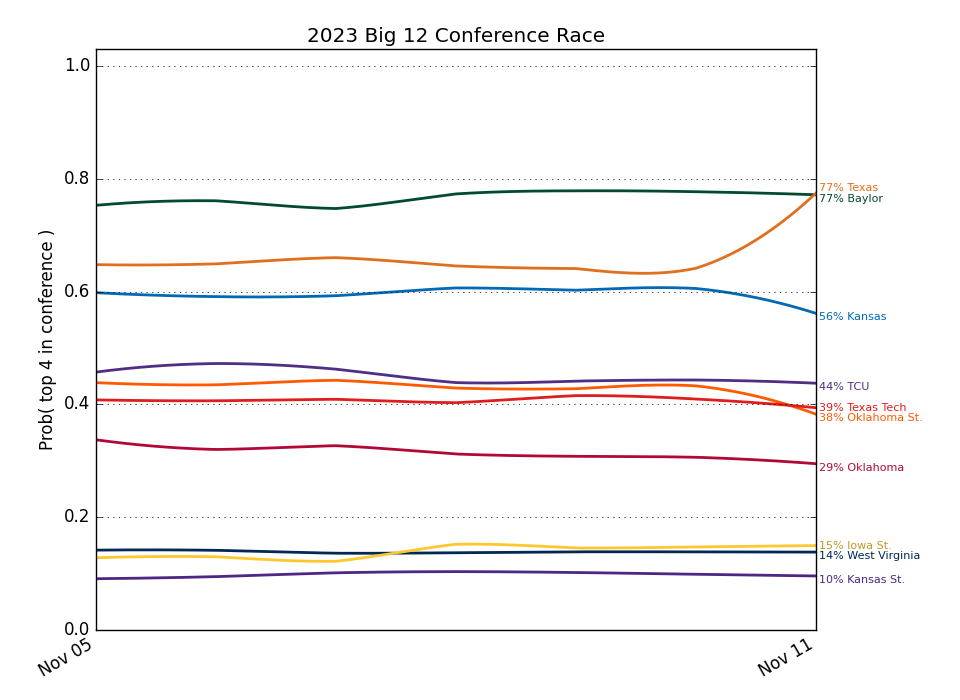 2023 Big 12 Conference Race
Prob( top 4 in conference )
1.0
0.8
0.6
0.4
0.2
0.0
Nov 05
Nov 11
77% Texas
77% Baylor
56% Kansas
44% TCU
39% Texas Tech
38% Oklahoma St.
29% Oklahoma
15% Iowa St.
14% West Virginia
10% Kansas St.